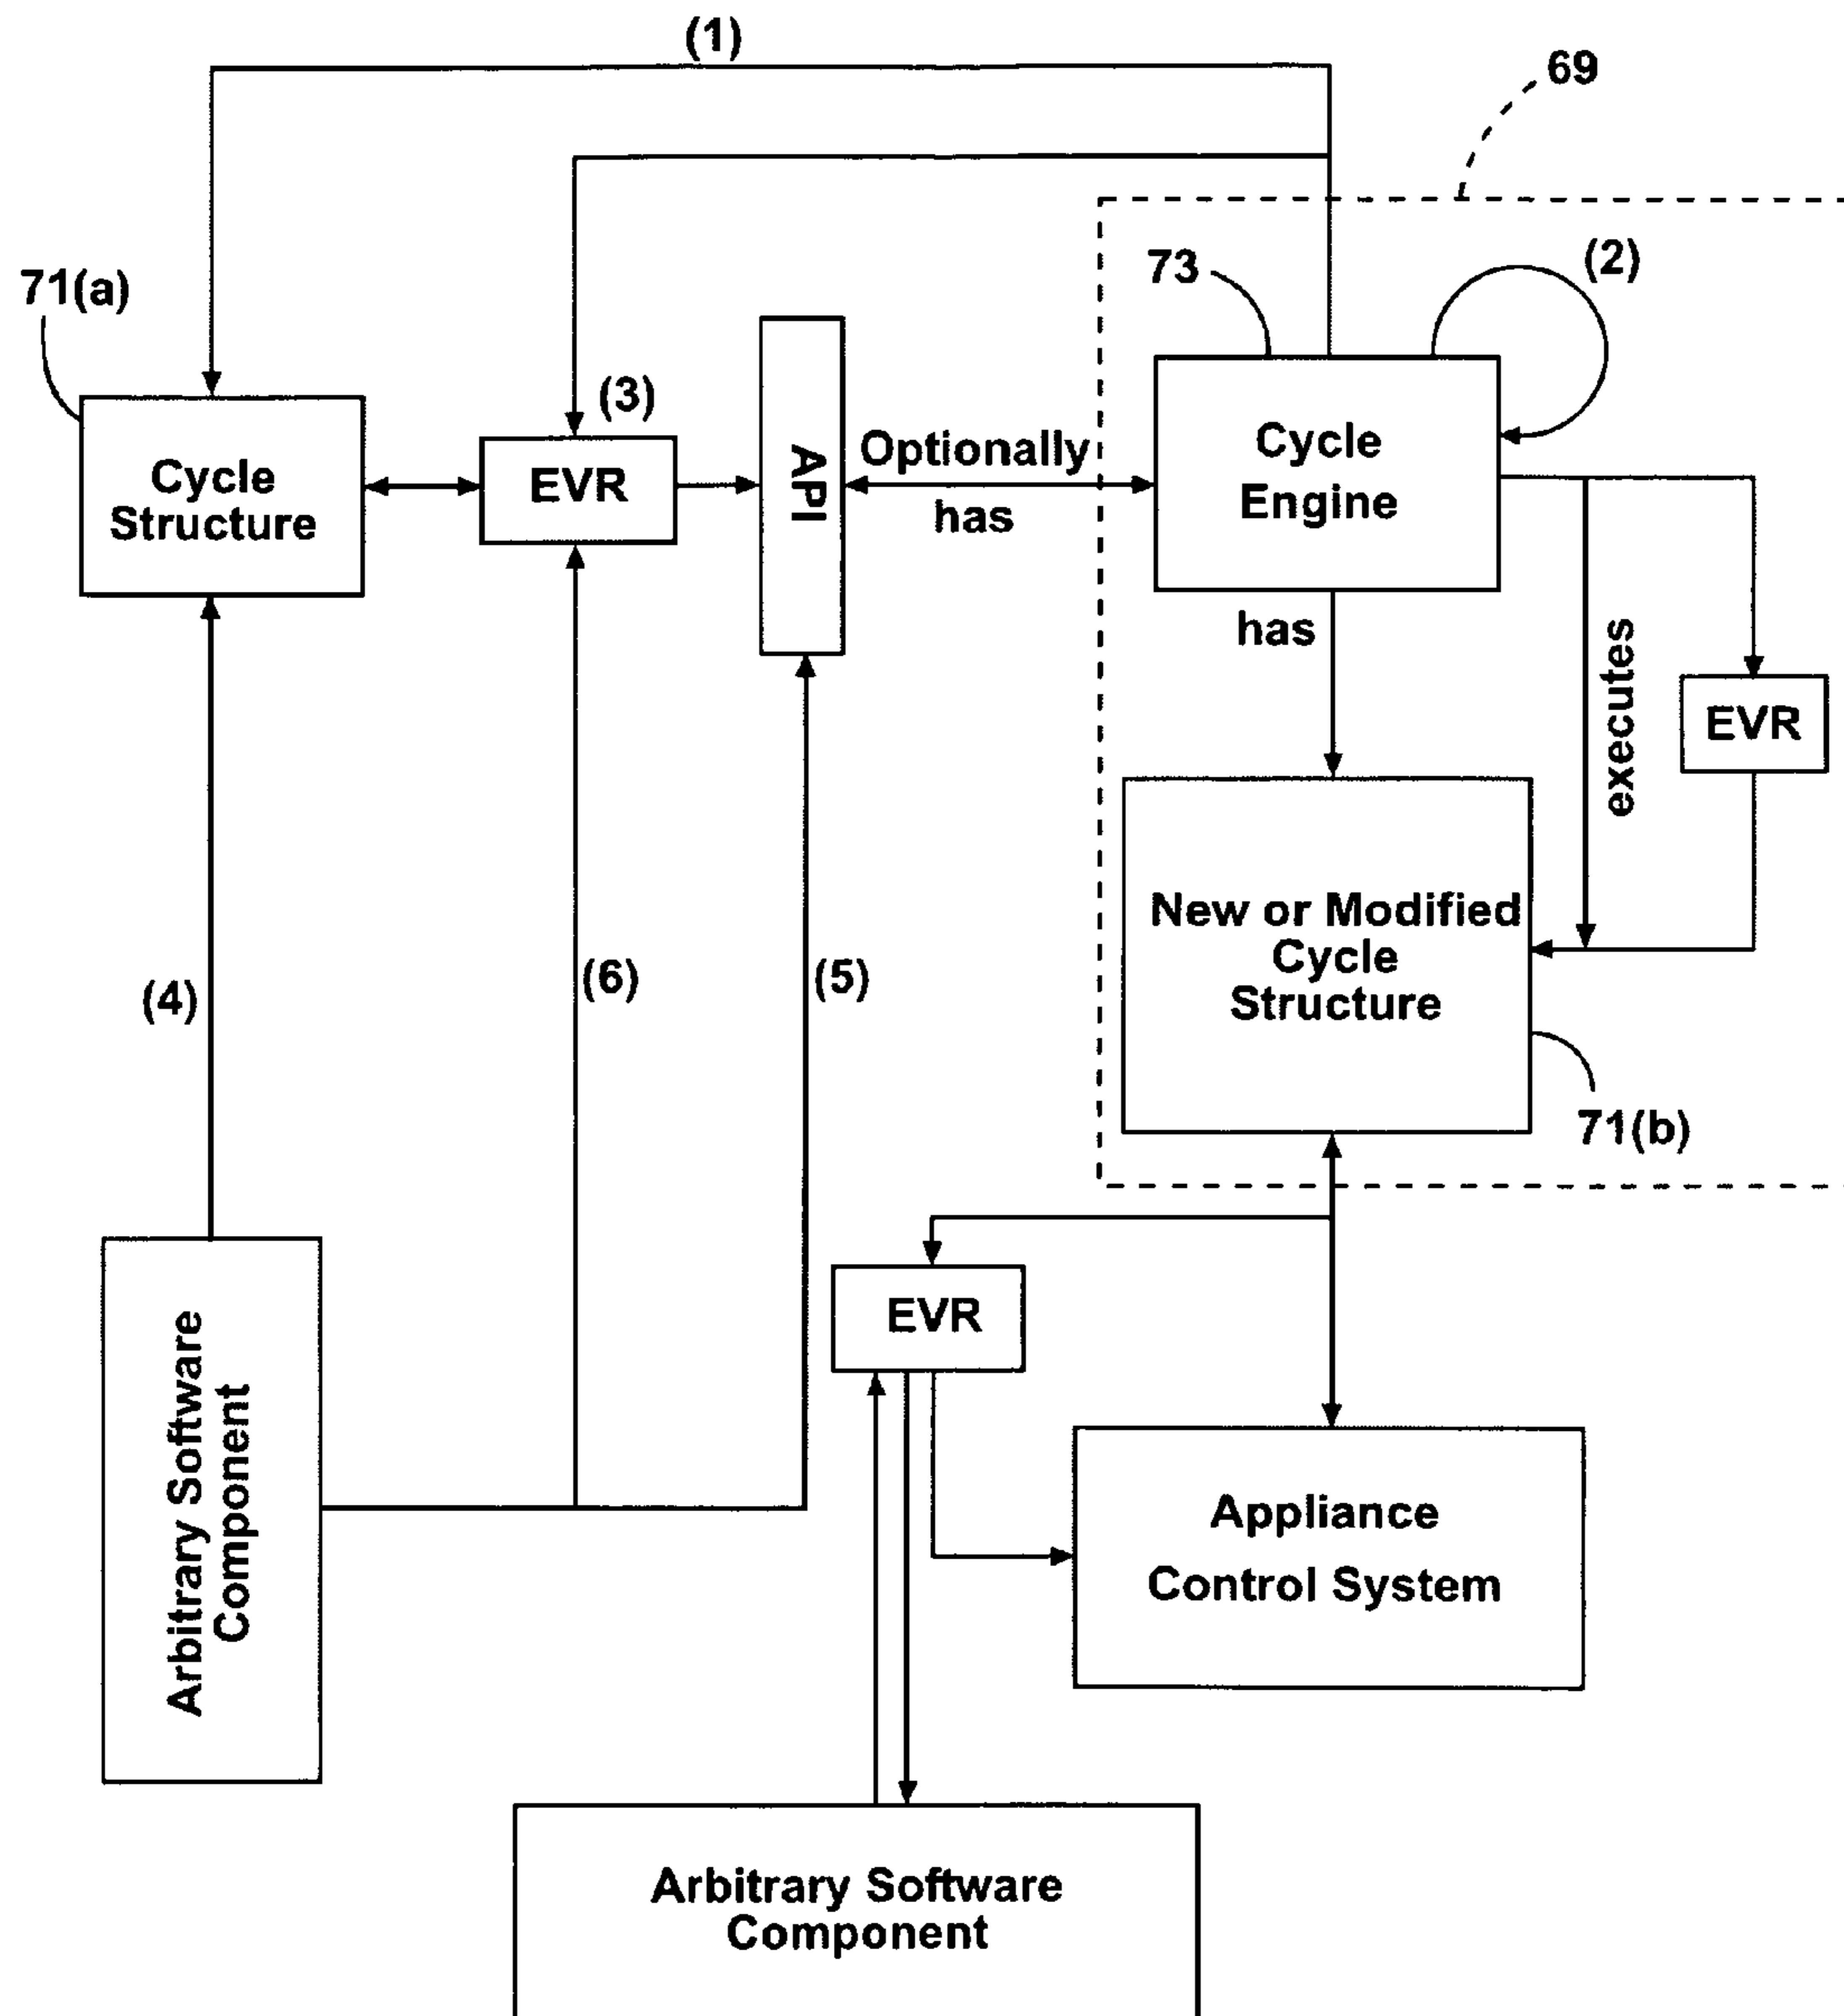 (1)
69
(2)
73
71(a)
(3)
Cycle
Structure
EVR
API
Optionally
has
Cycle
Engine
has
executes
EVR
New or Modified
Cycle
Structure
(4)
(6)
(5)
71(b)
EVR
Arbitrary Software
Component
Appliance
Control System
Arbitrary Software
Component